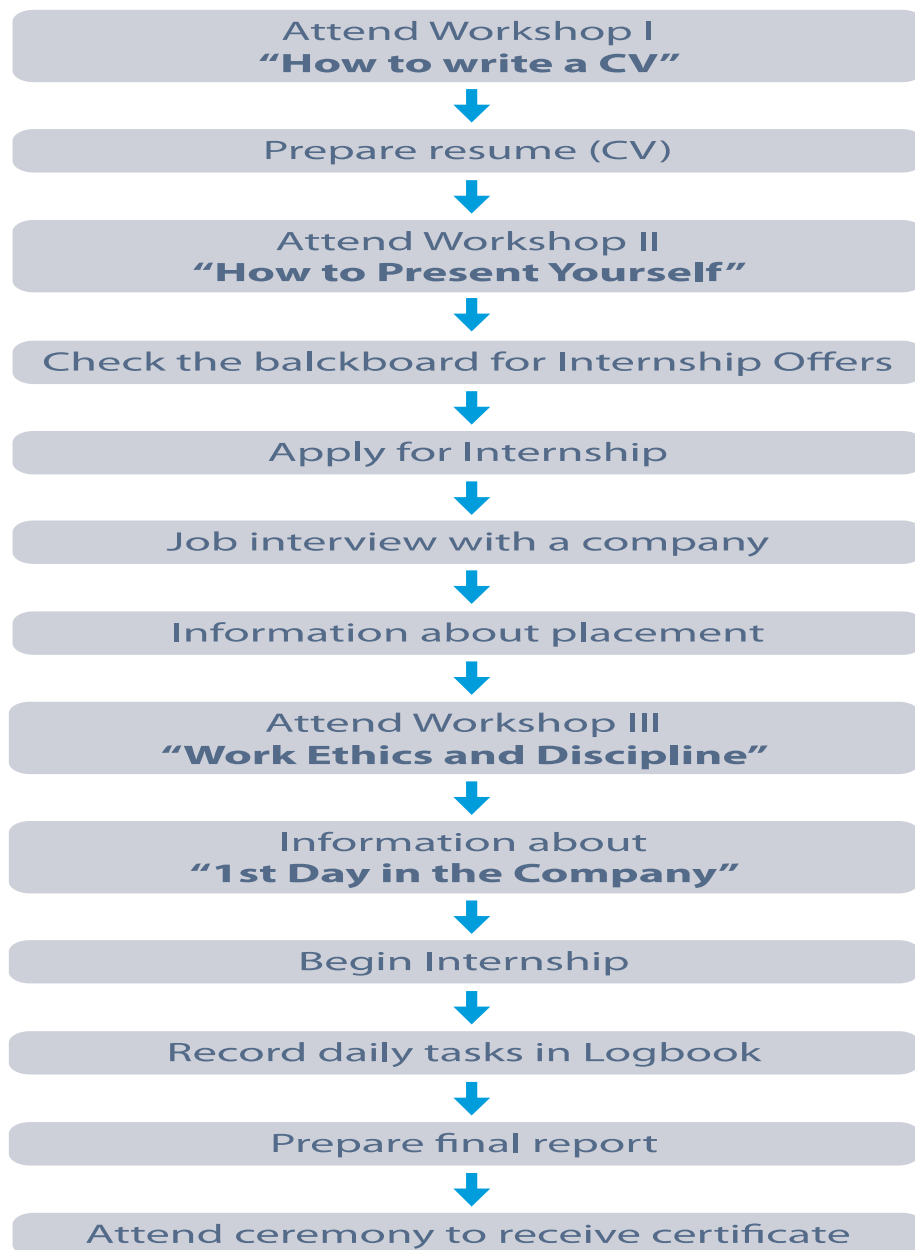 Attend Workshop I
“How to write a CV”
Prepare resume (CV)
Attend Workshop II
“How to Present Yourself”
Check the balckboard for Internship Offers
Apply for Internship
Job interview with a company
Information about placement
Attend Workshop III
“Work Ethics and Discipline”
Information about
“1st Day in the Company”
Begin Internship
Record daily tasks in Logbook
Prepare final report
Attend ceremony to receive certificate